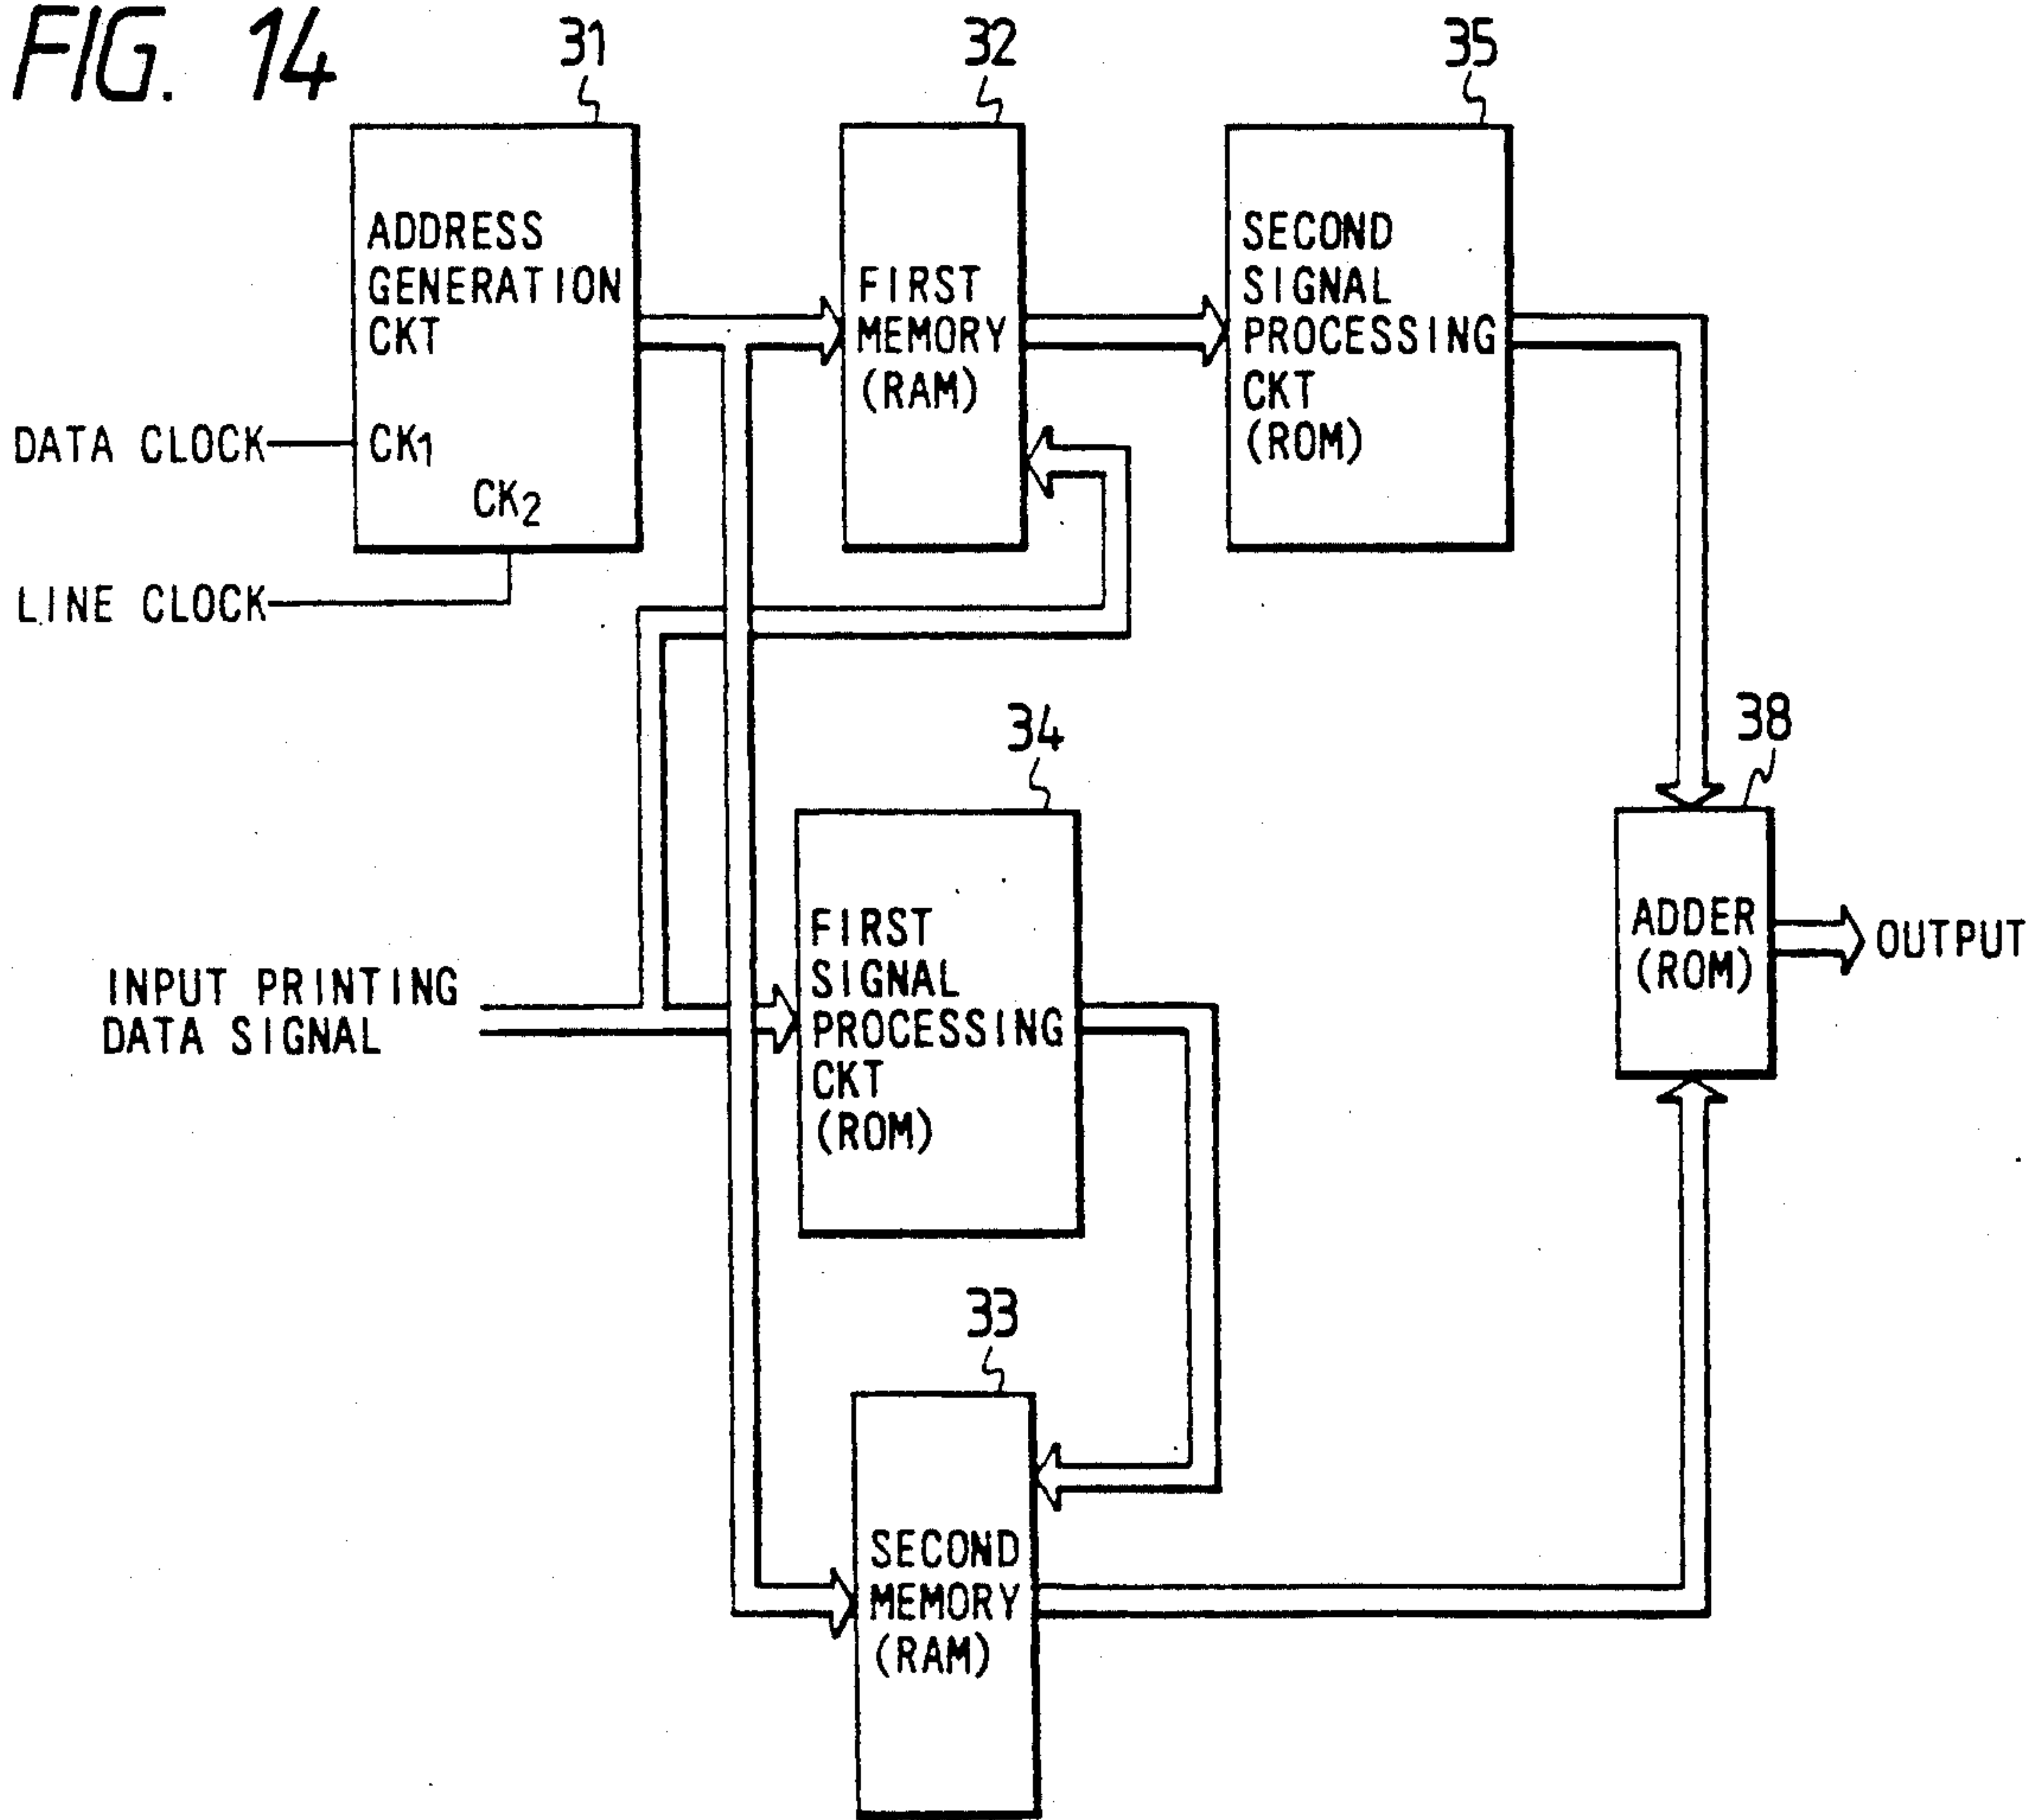 FIG. 14
31
32
35
ADDRESS
GENERATION
CKT
FIRST
MEMORY
(RAM)
SECOND
SIGNAL
PROCESSING
CKT
(ROM)
DATA CLOCK
CK1
CK2
LINE CLOCK
34
38
FIRST
SIGNAL
PROCESSING
CKT
(ROM)
ADDER
(ROM)
OUTPUT
INPUT PRINTING
DATA SIGNAL
33
SECOND
MEMORY
(RAM)